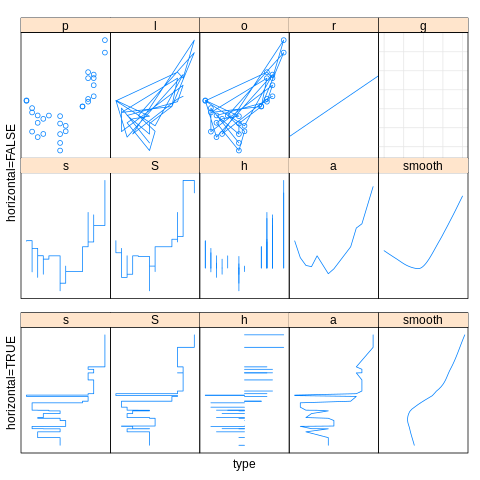 p l o r g
horizontal=FALSE
s S h a smooth
horizontal=TRUE
s S h a smooth
type